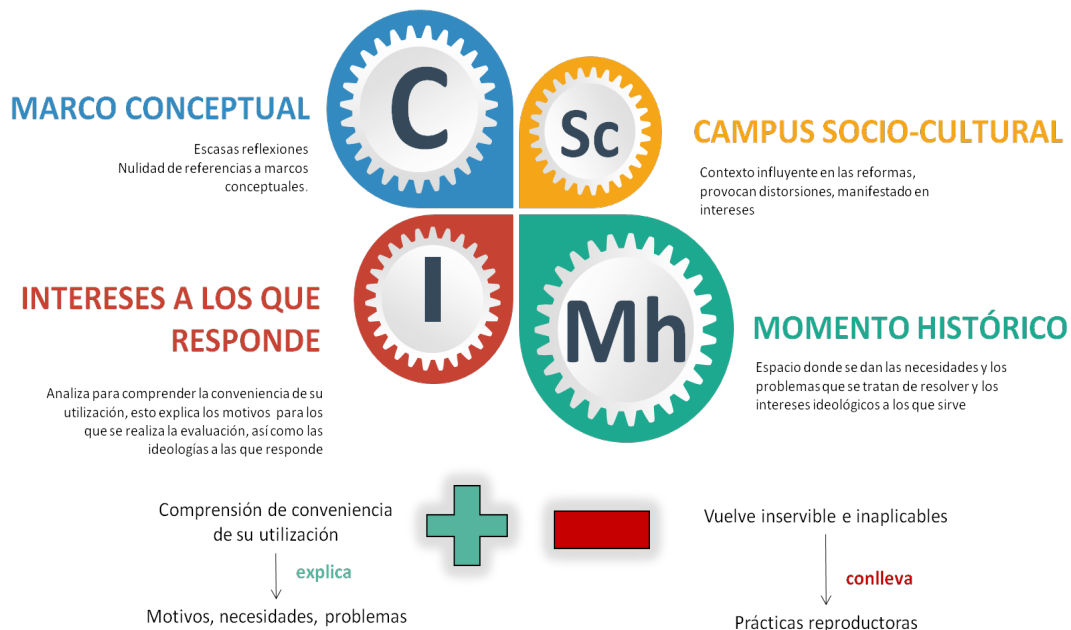 MARCO CONCEPTUAL
Escasas reflexiones
Nulidad de referencias a marcos
conceptuales.
C
Sc
CAMPUS SOCIO-CULTURAL
Contexto influyente en las reformas,
provocan distorsiones, manifestado en
intereses
INTERESES A LOS QUE
RESPONDE
Analiza para comprender la conveniencia de su
utilización, esto explica los motivos para los
que se realiza la evaluación, así como las
ideologías a las que responde
I
Mh
MOMENTO HISTÓRICO
Espacio donde se dan las necesidades y los
problemas que se tratan de resolver y los
intereses ideológicos a los que sirve
Comprensión de conveniencia
de su utilización
explica
Motivos, necesidades, problemas
Vuelve inservible e inaplicables
conlleva
Prácticas reproductoras